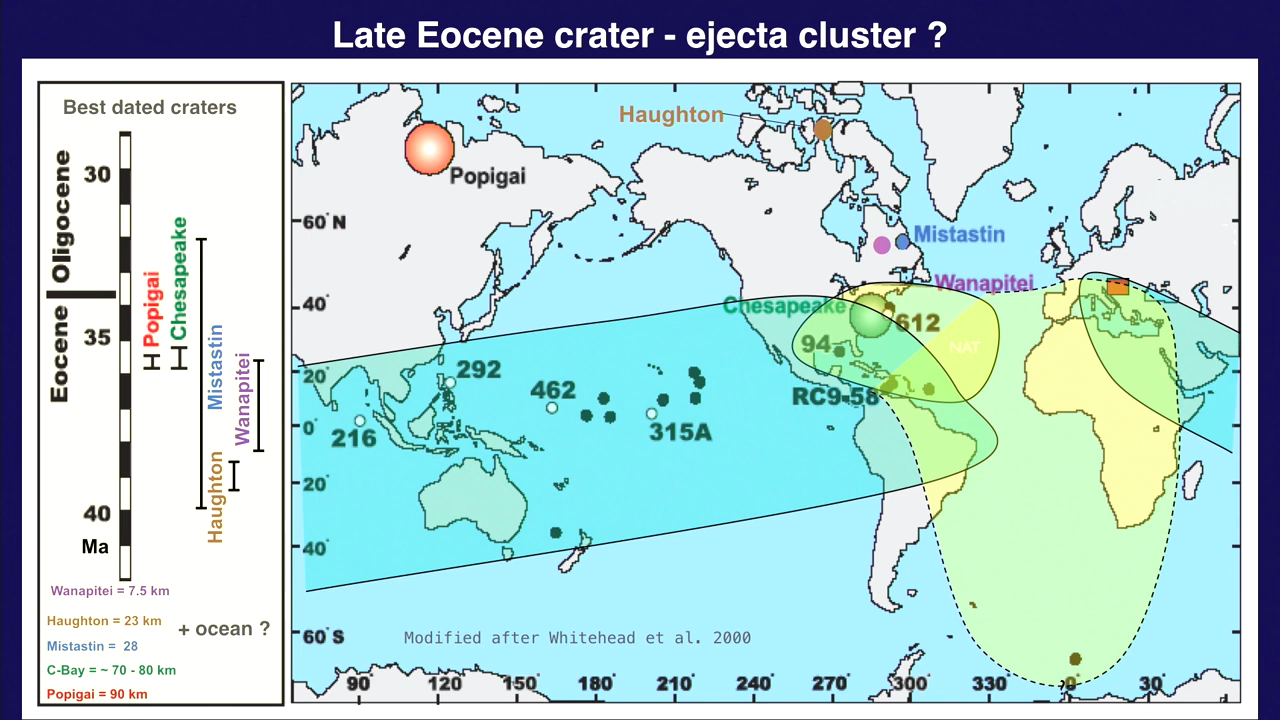 Late Eocene crater - ejecta cluster ?
Best dated craters
Oligocene
Eocene
30
35
40
Ma
Popigai
Chesapeake
Mistastin
Wanapitei
Haughton
Wanapitei = 7.5 km
Haughton = 23 km
+ ocean ?
Mistastin = 28
C-Bay = ~ 70 - 80 km
Popigai = 90 km
Haughton
Popigai
60° N
Mistastin
Wanapitei
40°
Chesapeake
612
94
NAT
20°
292
462
RC9-58
0°
216
315A
20°
40°
60° S
Modified after Whitehead et al. 2000
90 120 150 180 210 240 270 300 330 0° 30